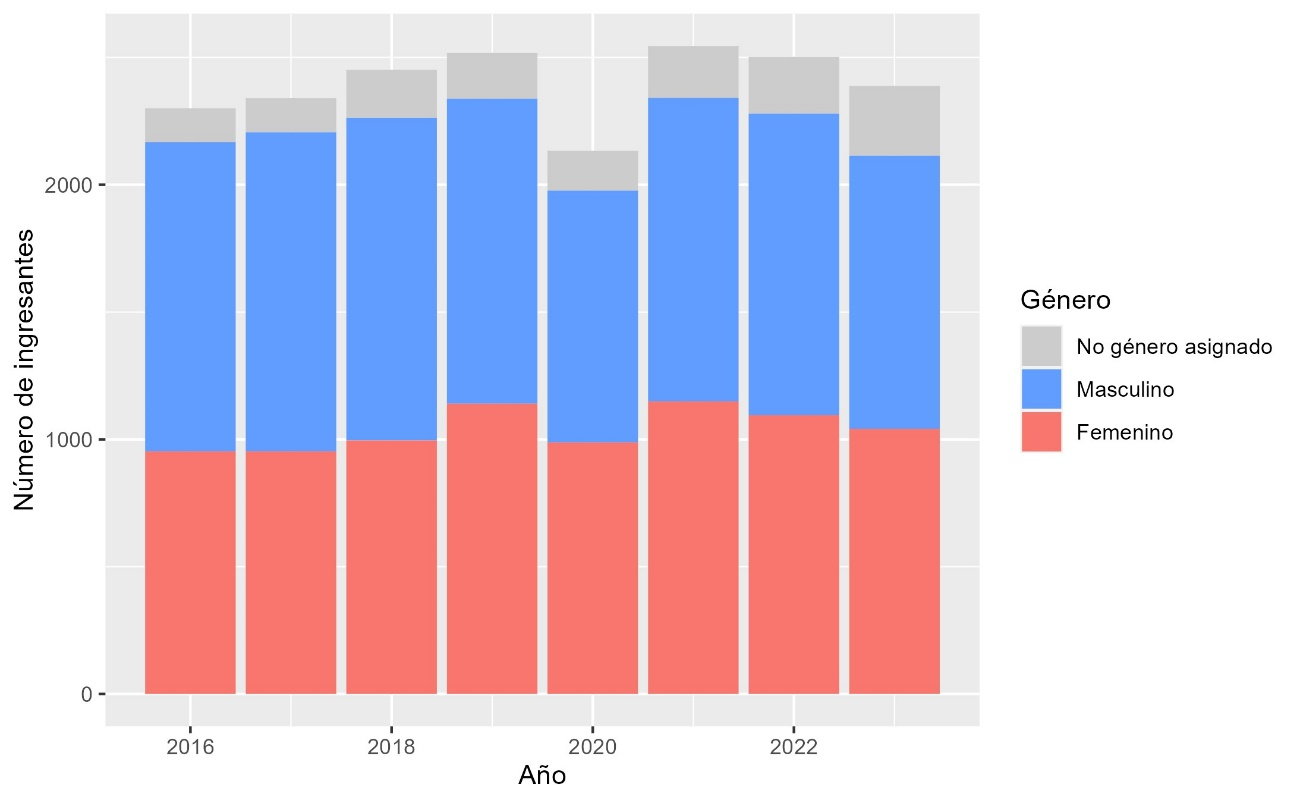 Número de ingresantes
2000
1000
0
2016
2018
2020
2022
Año
Género
No género asignado
Masculino
Femenino